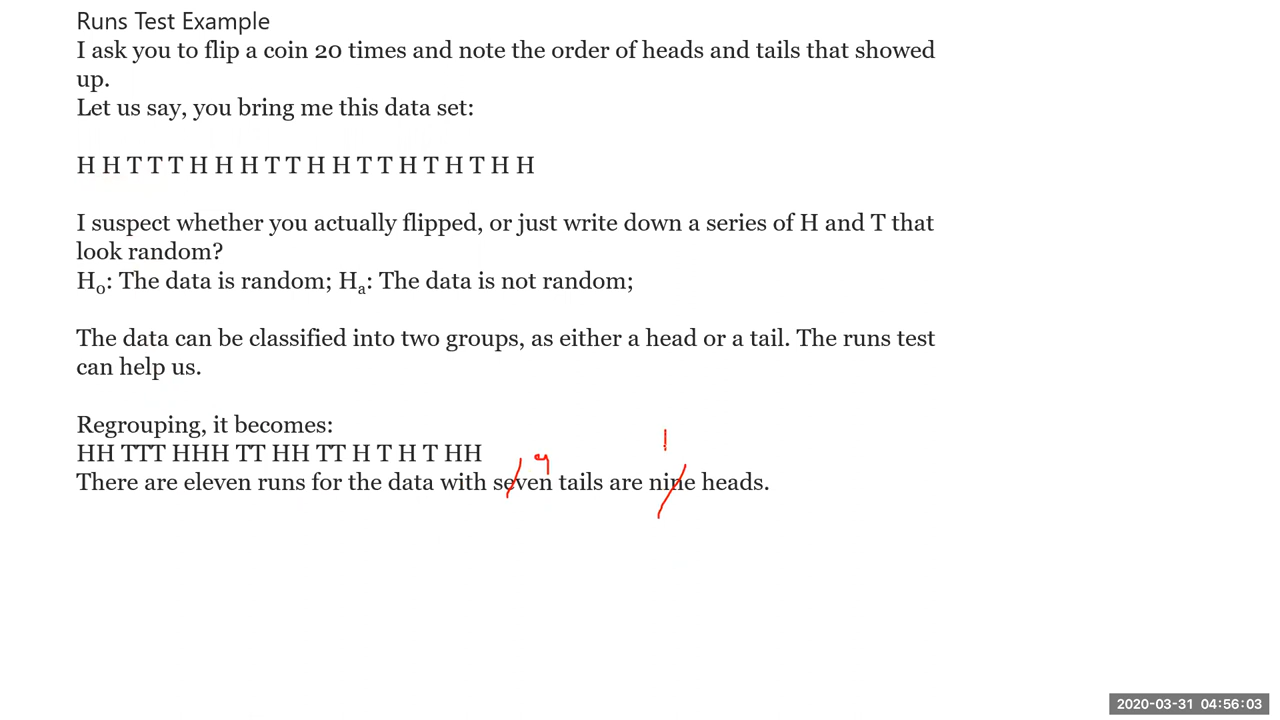 Runs Test Example
I ask you to flip a coin 20 times and note the order of heads and tails that showed
up.
Let us say, you bring me this data set:
H H T T T H H H T T H H T T H T H T H H
I suspect whether you actually flipped, or just write down a series of H and T that
look random?
H₀: The data is random; Hₐ: The data is not random;
The data can be classified into two groups, as either a head or a tail. The runs test
can help us.
Regrouping, it becomes:
HH TTT HHH TT HH TT H T H T HH
9
There are eleven runs for the data with seven tails are nine heads.
2020-03-31 04:56:03